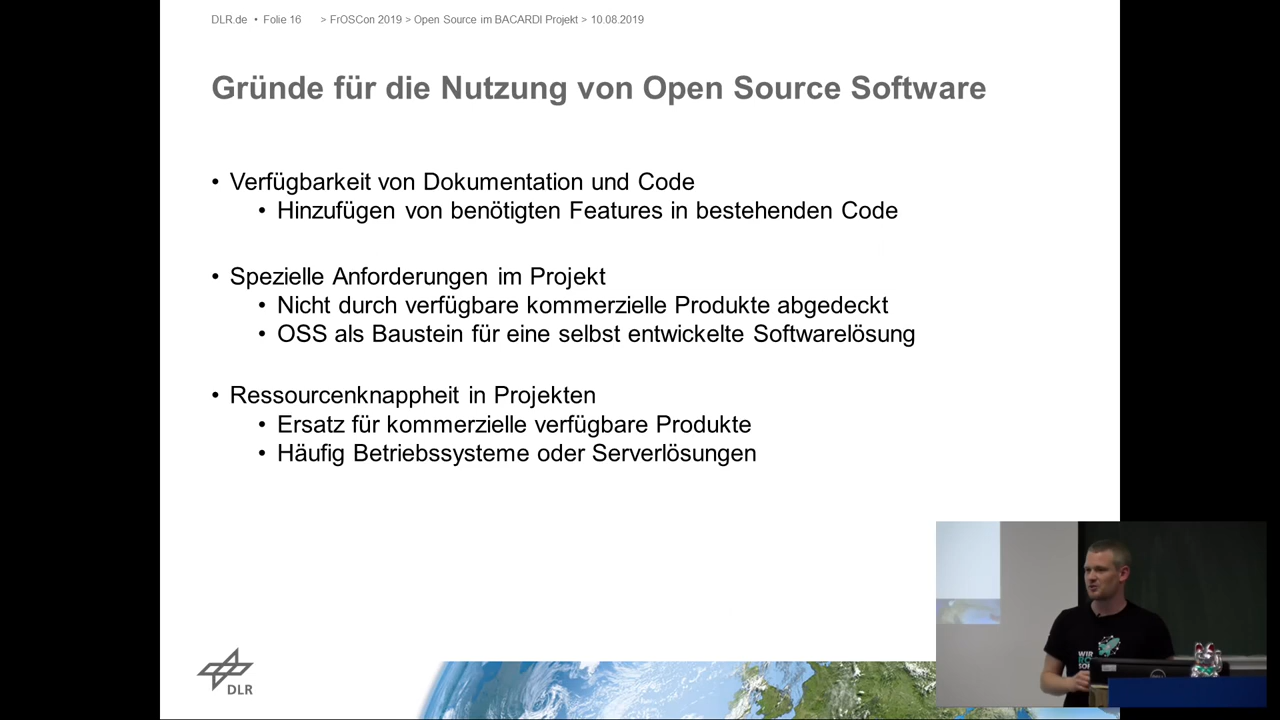 DLR.de • Folie 16 > FrOSCon 2019 > Open Source im BACARDI Projekt > 10.08.2019
Gründe für die Nutzung von Open Source Software
• Verfügbarkeit von Dokumentation und Code
• Hinzufügen von benötigten Features in bestehenden Code
• Spezielle Anforderungen im Projekt
• Nicht durch verfügbare kommerzielle Produkte abgedeckt
• OSS als Baustein für eine selbst entwickelte Softwarelösung
• Ressourcenknappheit in Projekten
• Ersatz für kommerzielle verfügbare Produkte
• Häufig Betriebssysteme oder Serverlösungen
DLR
WIR